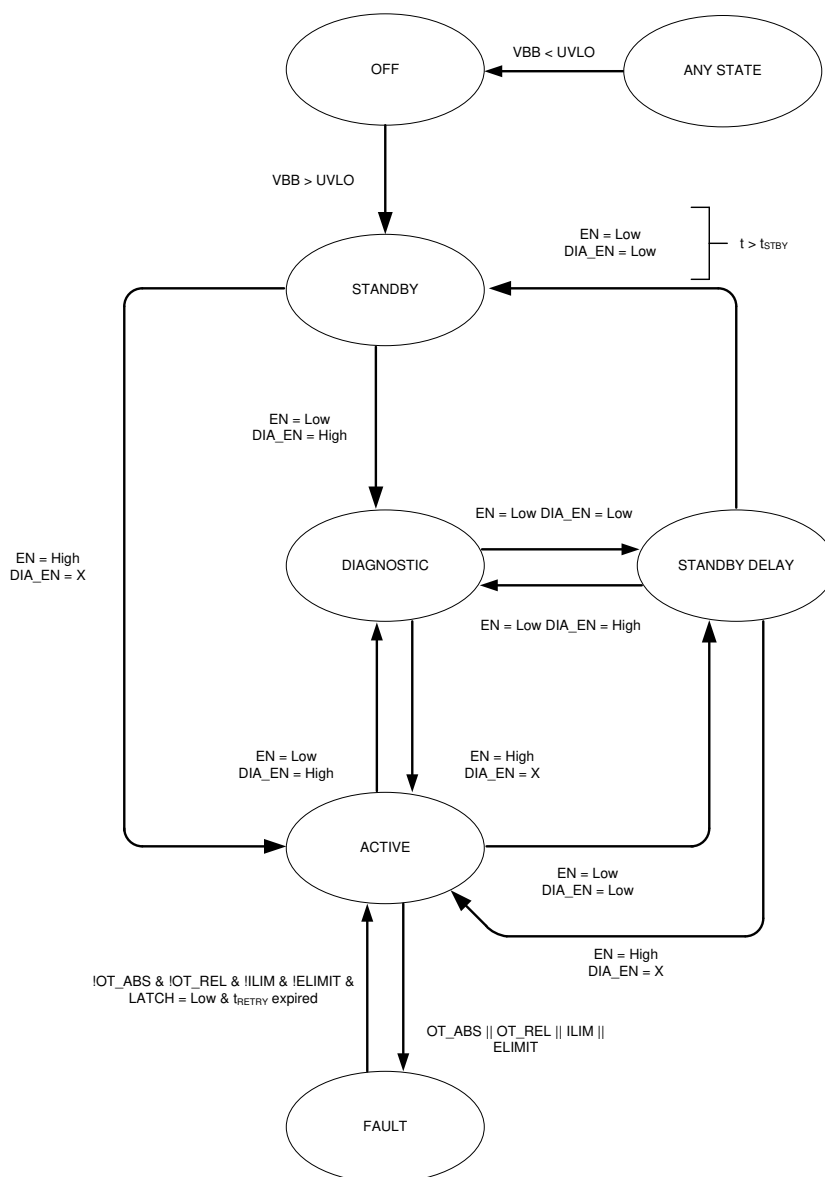 VBB < UVLO
OFF
ANY STATE
VBB > UVLO
EN = Low
DIA_EN = Low
t > tSTBY
STANDBY
EN = Low
DIA_EN = High
EN = Low DIA_EN = Low
EN = High
DIA_EN = X
DIAGNOSTIC
STANDBY DELAY
EN = Low DIA_EN = High
EN = Low
DIA_EN = High
EN = High
DIA_EN = X
ACTIVE
EN = Low
DIA_EN = Low
EN = High
DIA_EN = X
!OT_ABS & !OT_REL & !ILIM & !ELIMIT &
LATCH = Low & tRETRY expired
OT_ABS || OT_REL || ILIM ||
ELIMIT
FAULT